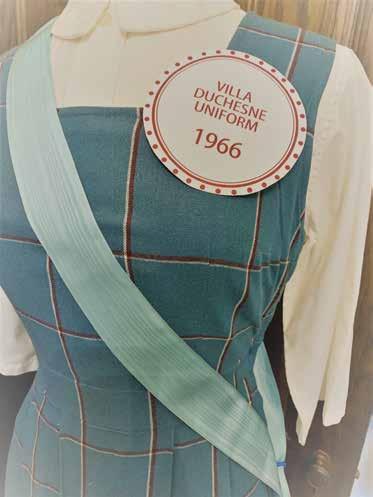 VILLA
DUCHESNE
UNIFORM
1966